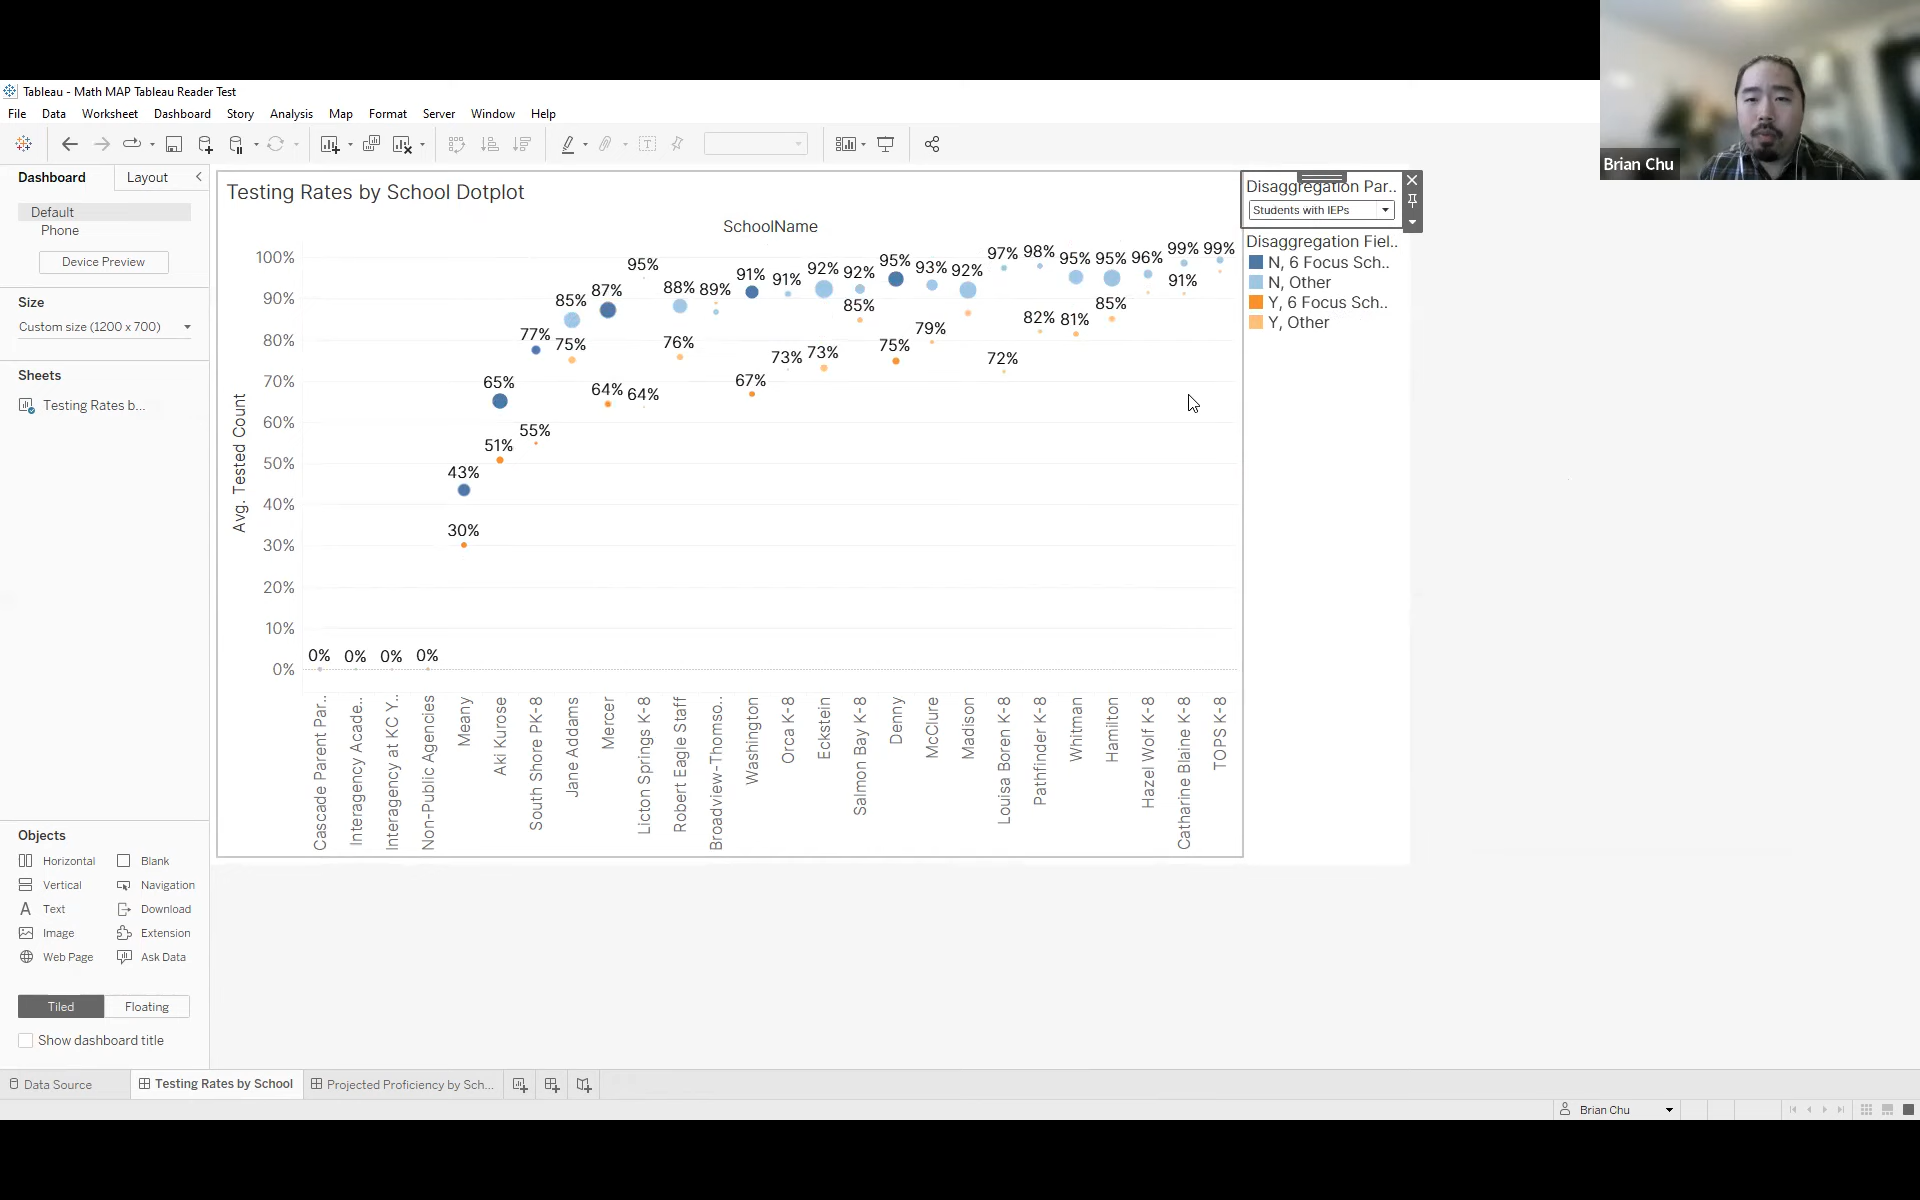 Brian Chu
Tableau - Math MAP Tableau Reader Test
File Data Worksheet Dashboard Story Analysis Map Format Server Window Help
Dashboard Layout
Default
Phone
Device Preview
Size
Custom size (1200 x 700)
Sheets
Testing Rates b...
Objects
Horizontal Blank
Vertical Navigation
Text Download
Image Extension
Web Page Ask Data
Tiled Floating
Show dashboard title
Testing Rates by School Dotplot
SchoolName
Avg. Tested Count
100%
90%
80%
70%
60%
50%
40%
30%
20%
10%
0%
0% 0% 0% 0%
43%
30%
65%
51%
77%
55%
85%
75%
87%
64%
95%
64%
88%
76%
89%
91%
67%
91%
73%
92%
73%
92%
85%
95%
75%
93%
79%
92%
97%
72%
98%
82%
95%
81%
95%
85%
96%
99%
91%
99%
Cascade Parent Par..
Interagency Acade..
Interagency at KC Y..
Non-Public Agencies
Meany
Aki Kurose
South Shore PK-8
Jane Addams
Mercer
Licton Springs K-8
Robert Eagle Staff
Broadview-Thomso..
Washington
Orca K-8
Eckstein
Salmon Bay K-8
Denny
McClure
Madison
Louisa Boren K-8
Pathfinder K-8
Whitman
Hamilton
Hazel Wolf K-8
Catharine Blaine K-8
TOPS K-8
Disaggregation Par..
Students with IEPs
Disaggregation Fiel..
N, 6 Focus Sch..
N, Other
Y, 6 Focus Sch..
Y, Other
Data Source Testing Rates by School Projected Proficiency by Sch...
Brian Chu